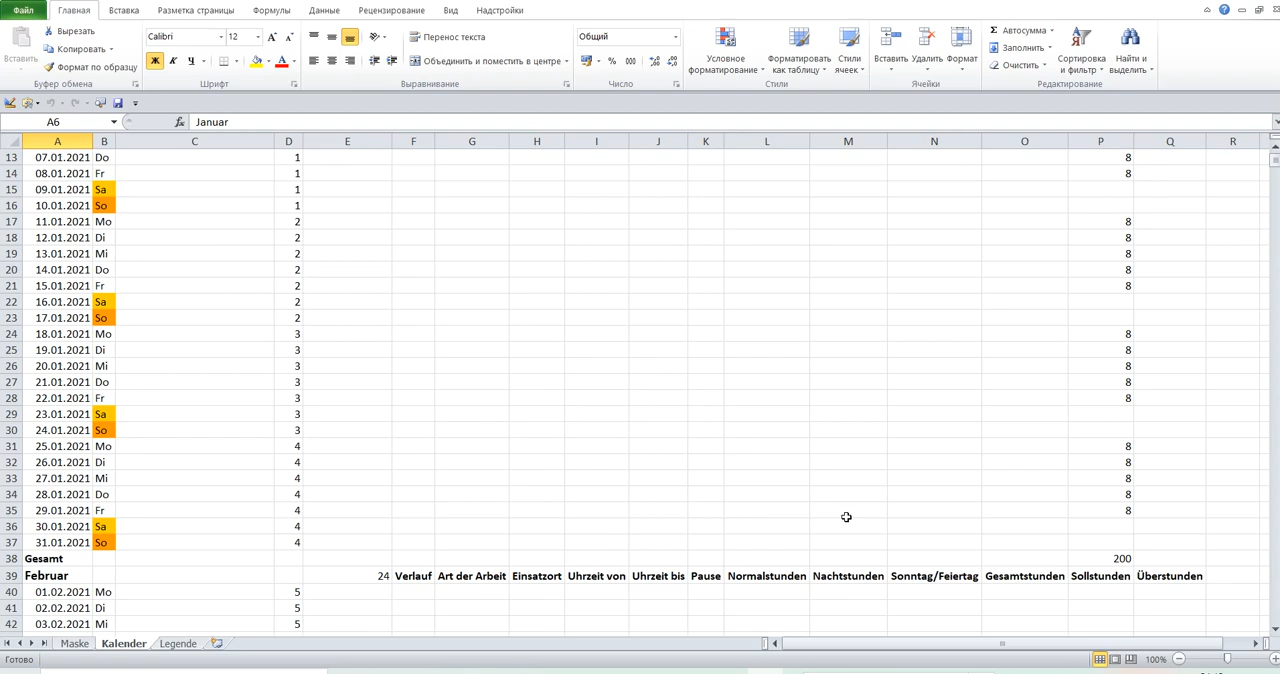 Файл Главная Вставка Разметка страницы Формулы Данные Рецензирование Вид Надстройки
Вставить
Вырезать
Копировать
Формат по образцу
Буфер обмена
Calibri 12
Ж К Ч
Шрифт
Перенос текста
Объединить и поместить в центре
Выравнивание
Общий
% 000
Число
Условное форматирование
Форматировать как таблицу
Стили ячеек
Стили
Вставить Удалить Формат
Ячейки
Σ Автосумма
Заполнить
Очистить
Сортировка и фильтр
Найти и выделить
Редактирование
A6 fx Januar
A B C D E F G H I J K L M N O P Q R
13 07.01.2021 Do 1 8
14 08.01.2021 Fr 1 8
15 09.01.2021 Sa 1
16 10.01.2021 So 1
17 11.01.2021 Mo 2 8
18 12.01.2021 Di 2 8
19 13.01.2021 Mi 2 8
20 14.01.2021 Do 2 8
21 15.01.2021 Fr 2 8
22 16.01.2021 Sa 2
23 17.01.2021 So 2
24 18.01.2021 Mo 3 8
25 19.01.2021 Di 3 8
26 20.01.2021 Mi 3 8
27 21.01.2021 Do 3 8
28 22.01.2021 Fr 3 8
29 23.01.2021 Sa 3
30 24.01.2021 So 3
31 25.01.2021 Mo 4 8
32 26.01.2021 Di 4 8
33 27.01.2021 Mi 4 8
34 28.01.2021 Do 4 8
35 29.01.2021 Fr 4 8
36 30.01.2021 Sa 4
37 31.01.2021 So 4
38 Gesamt 200
39 Februar 24 Verlauf Art der Arbeit Einsatzort Uhrzeit von Uhrzeit bis Pause Normalstunden Nachtstunden Sonntag/Feiertag Gesamtstunden Sollstunden Überstunden
40 01.02.2021 Mo 5
41 02.02.2021 Di 5
42 03.02.2021 Mi 5
Maske Kalender Legende
Готово 100%